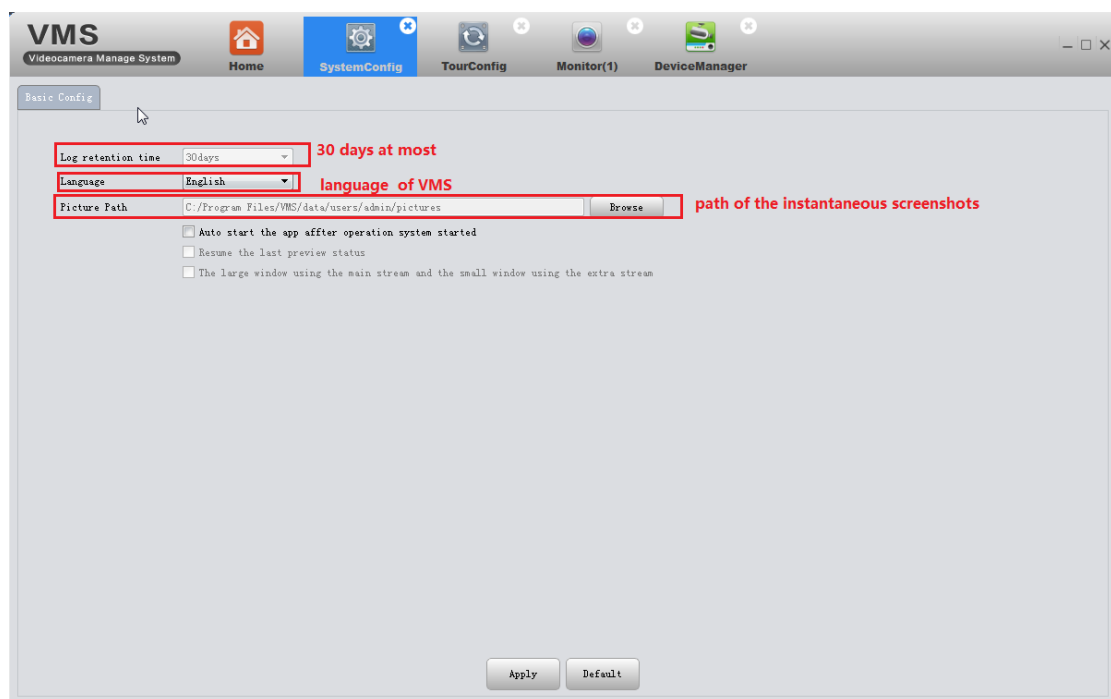 VMS
Videocamera Manage System
Home
SystemConfig
TourConfig
Monitor(1)
DeviceManager
Basic Config
Log retention time 30days 30 days at most
Language English language of VMS
Picture Path C:/Program Files/VMS/data/users/admin/pictures Browse path of the instantaneous screenshots
Auto start the app affter operation system started
Resume the last preview status
The large window using the main stream and the small window using the extra stream
Apply Default